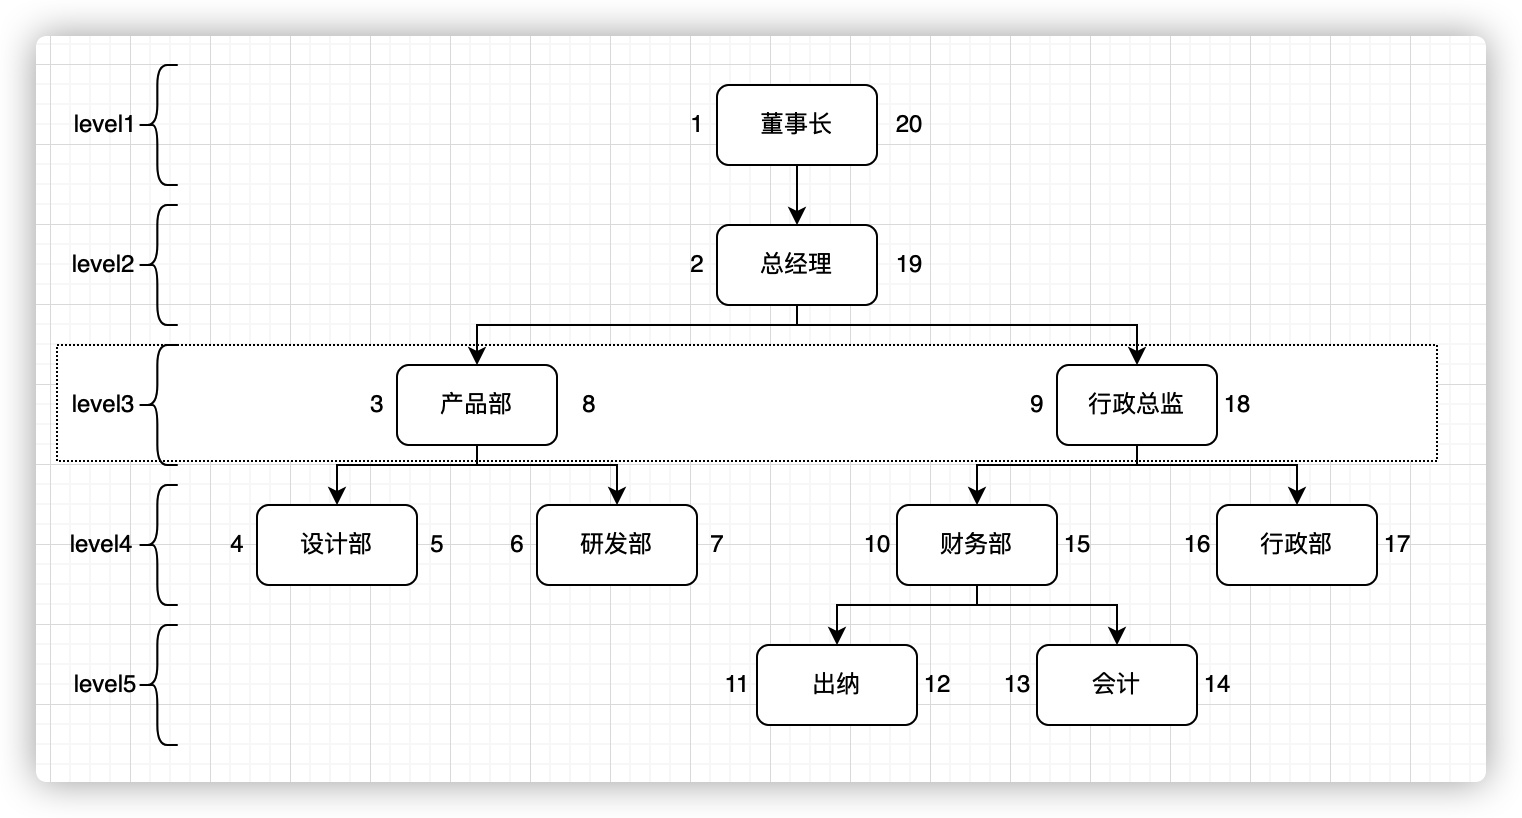 level1
1 董事长 20
level2
2 总经理 19
level3
3 产品部 8 9 行政总监 18
level4
4 设计部 5 6 研发部 7 10 财务部 15 16 行政部 17
level5
11 出纳 12 13 会计 14